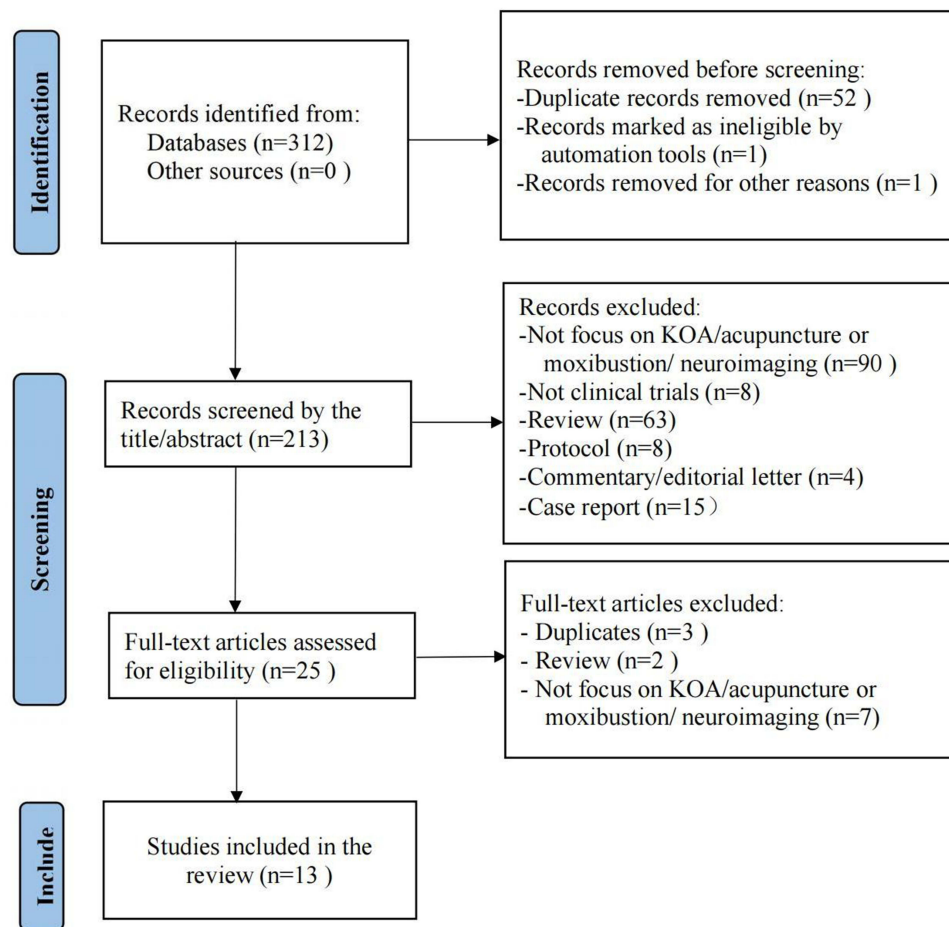 Identification
Records identified from:
Databases (n=312)
Other sources (n=0 )
Records removed before screening:
-Duplicate records removed (n=52 )
-Records marked as ineligible by
automation tools (n=1)
-Records removed for other reasons (n=1 )
Screening
Records screened by the
title/abstract (n=213)
Records excluded:
-Not focus on KOA/acupuncture or
moxibustion/ neuroimaging (n=90 )
-Not clinical trials (n=8)
-Review (n=63)
-Protocol (n=8)
-Commentary/editorial letter (n=4)
-Case report (n=15）
Full-text articles assessed
for eligibility (n=25 )
Full-text articles excluded:
- Duplicates (n=3 )
- Review (n=2 )
- Not focus on KOA/acupuncture or
moxibustion/ neuroimaging (n=7)
Include
Studies included in the
review (n=13 )